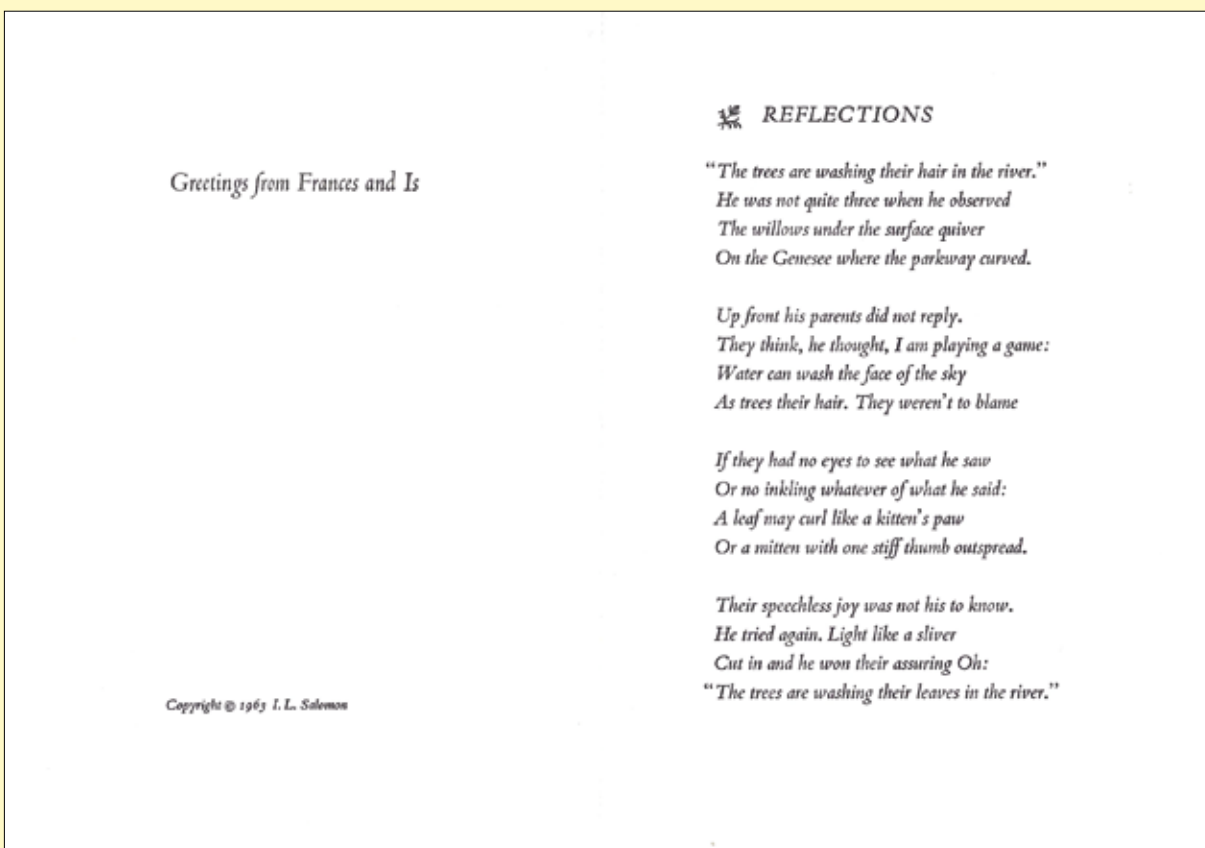 Greetings from Frances and Is
Copyright © 1963 I. L. Salomon
REFLECTIONS
“The trees are washing their hair in the river.”
He was not quite three when he observed
The willows under the surface quiver
On the Genesee where the parkway curved.
Up front his parents did not reply.
They think, he thought, I am playing a game:
Water can wash the face of the sky
As trees their hair. They weren't to blame
If they had no eyes to see what he saw
Or no inkling whatever of what he said:
A leaf may curl like a kitten's paw
Or a mitten with one stiff thumb outspread.
Their speechless joy was not his to know.
He tried again. Light like a sliver
Cut in and he won their assuring Oh:
“The trees are washing their leaves in the river.”